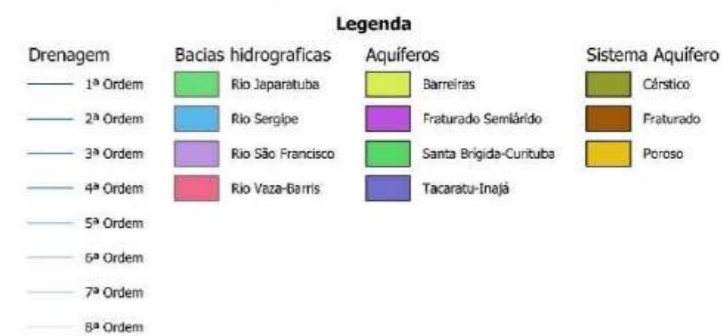 Legenda
Drenagem
1ª Ordem
2ª Ordem
3ª Ordem
4ª Ordem
5ª Ordem
6ª Ordem
7ª Ordem
8ª Ordem
Bacias hidrograficas
Rio Japaratuba
Rio Sergipe
Rio São Francisco
Rio Vaza-Barris
Aquíferos
Barreiras
Fraturado Semiárido
Santa Brígida-Curituba
Tacaratu-Inajá
Sistema Aquífero
Cárstico
Fraturado
Poroso